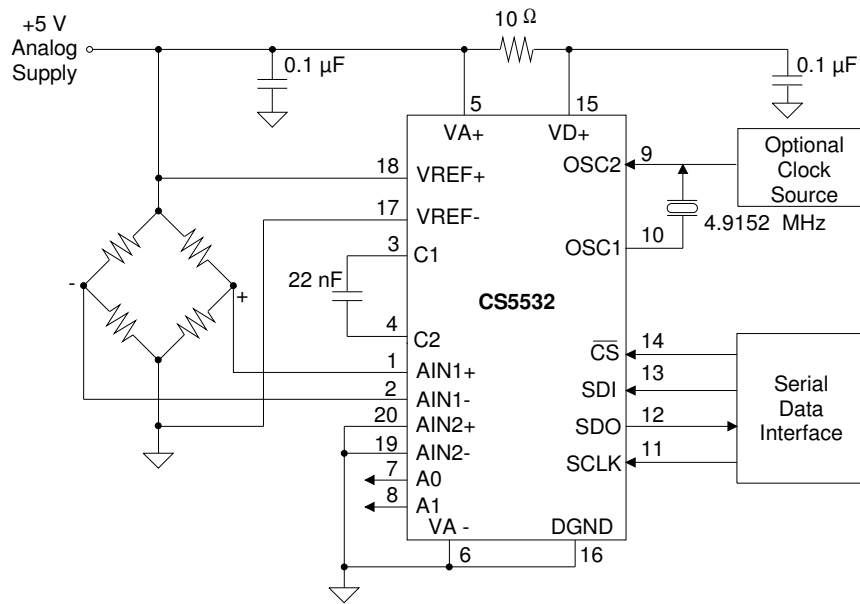 +5 V
Analog
Supply
10 Ω
0.1 µF
0.1 µF
5
15
VA+
VD+
18
VREF+
OSC2
9
Optional
Clock
Source
17
VREF-
4.9152 MHz
3
C1
OSC1
10
22 nF
-
+
CS5532
4
C2
CS
14
1
AIN1+
SDI
13
Serial
Data
Interface
2
AIN1-
20
AIN2+
SDO
12
19
AIN2-
SCLK
11
7
A0
8
A1
VA -
DGND
6
16